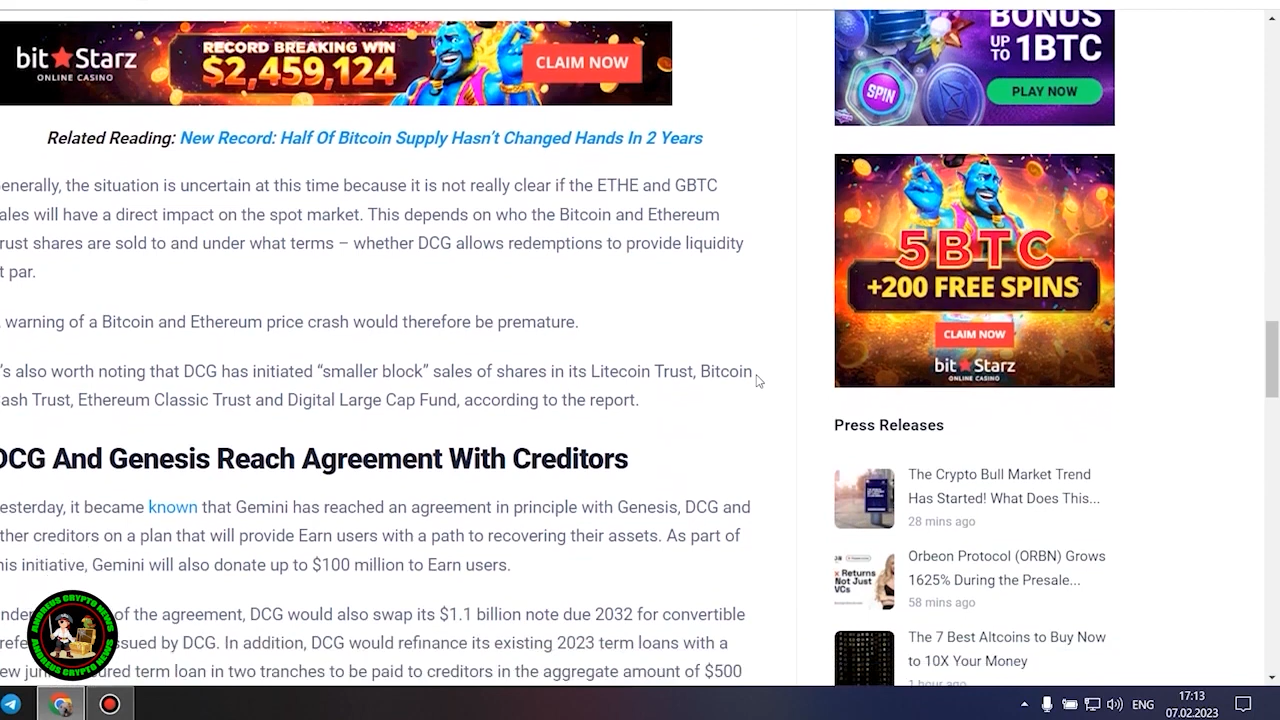 bit★Starz
ONLINE CASINO
RECORD BREAKING WIN
$2,459,124
CLAIM NOW
Related Reading: New Record: Half Of Bitcoin Supply Hasn't Changed Hands In 2 Years
enerally, the situation is uncertain at this time because it is not really clear if the ETHE and GBTC
ales will have a direct impact on the spot market. This depends on who the Bitcoin and Ethereum
rust shares are sold to and under what terms – whether DCG allows redemptions to provide liquidity
t par.
warning of a Bitcoin and Ethereum price crash would therefore be premature.
's also worth noting that DCG has initiated “smaller block” sales of shares in its Litecoin Trust, Bitcoin
ash Trust, Ethereum Classic Trust and Digital Large Cap Fund, according to the report.
DCG And Genesis Reach Agreement With Creditors
esterday, it became known that Gemini has reached an agreement in principle with Genesis, DCG and
ther creditors on a plan that will provide Earn users with a path to recovering their assets. As part of
his initiative, Gemini will also donate up to $100 million to Earn users.
of the agreement, DCG would also swap its $1.1 billion note due 2032 for convertible
ssued by DCG. In addition, DCG would refinance its existing 2023 term loans with a
loan in two tranches to be paid to creditors in the aggregate amount of $500
BONUS
UP TO 1BTC
SPIN
PLAY NOW
5BTC
+200 FREE SPINS
CLAIM NOW
bit★Starz
ONLINE CASINO
Press Releases
The Crypto Bull Market Trend
Has Started! What Does This...
28 mins ago
Orbeon Protocol (ORBN) Grows
1625% During the Presale...
58 mins ago
Returns
Not Just
VCs
The 7 Best Altcoins to Buy Now
to 10X Your Money
1 hour ago
ANDREUS CRYPTO NEWS
ANDREUS CRYPTO NEWS
ENG
17:13
07.02.2023